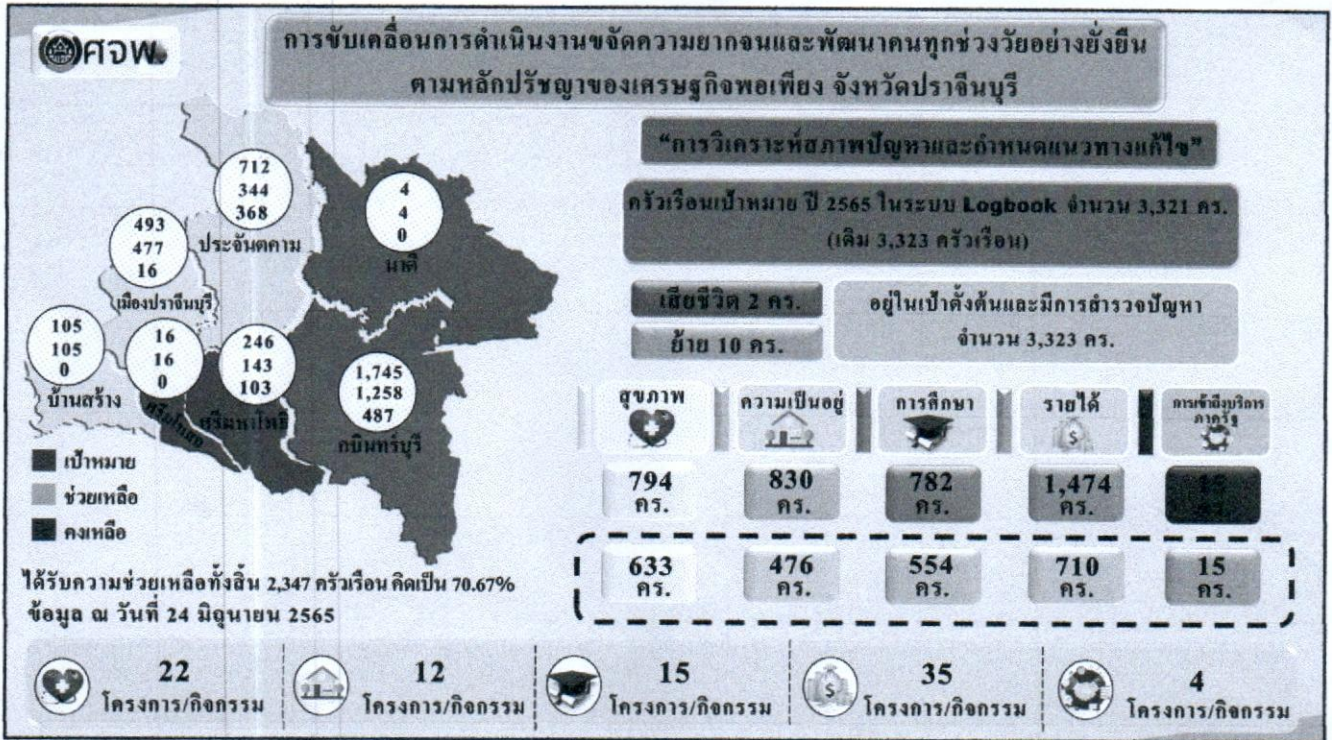 ศจพ.
การขับเคลื่อนการดำเนินงานขจัดความยากจนและพัฒนาคนทุกช่วงวัยอย่างยั่งยืน
ตามหลักปรัชญาของเศรษฐกิจพอเพียง จังหวัดปราจีนบุรี
“การวิเคราะห์สภาพปัญหาและกำหนดแนวทางแก้ไข”
ครัวเรือนเป้าหมาย ปี 2565 ในระบบ Logbook จำนวน 3,321 คร.
(เดิม 3,323 ครัวเรือน)
เสียชีวิต 2 คร.
ย้าย 10 คร.
อยู่ในเป้าตั้งต้นและมีการสำรวจปัญหา
จำนวน 3,323 คร.
712
344
368
ประจันตคาม
4
4
0
นาดี
493
477
16
เมืองปราจีนบุรี
105
105
0
บ้านสร้าง
16
16
0
ศรีมโหสถ
246
143
103
ศรีมหาโพธิ
1,745
1,258
487
กบินทร์บุรี
เป้าหมาย
ช่วยเหลือ
คงเหลือ
ได้รับความช่วยเหลือทั้งสิ้น 2,347 ครัวเรือน คิดเป็น 70.67%
ข้อมูล ณ วันที่ 24 มิถุนายน 2565
สุขภาพ ความเป็นอยู่ การศึกษา รายได้ การเข้าถึงบริการ
ภาครัฐ
794 830 782 1,474 15
คร. คร. คร. คร.
633 476 554 710 15
คร. คร. คร. คร. คร.
22 12 15 35 4
โครงการ/กิจกรรม โครงการ/กิจกรรม โครงการ/กิจกรรม โครงการ/กิจกรรม โครงการ/กิจกรรม